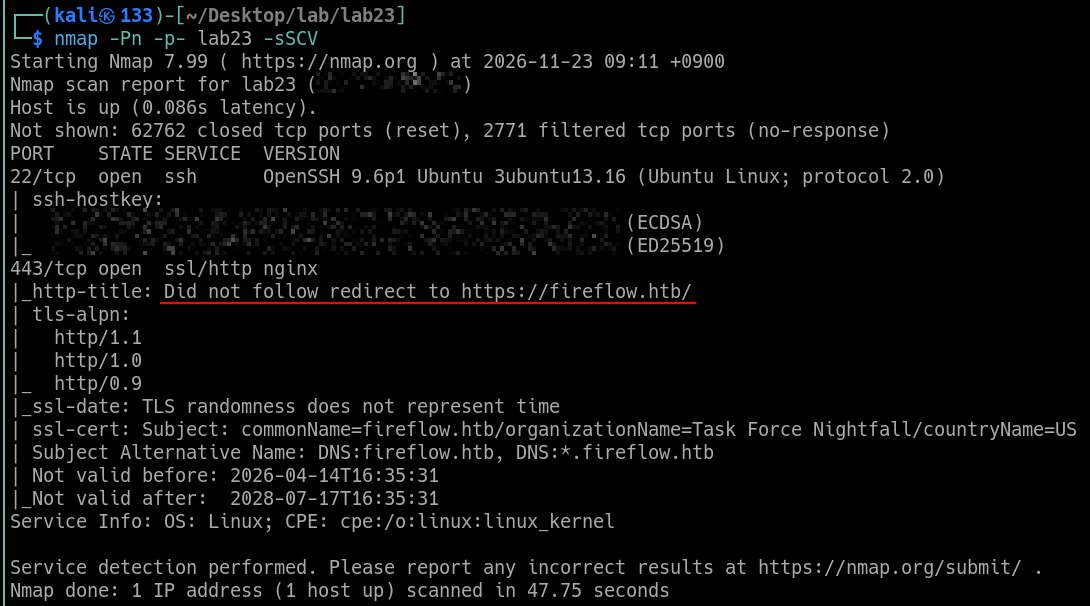 ┌──(kali㉿133)-[~/Desktop/lab/lab23]
└─$ nmap -Pn -p- lab23 -sSCV
Starting Nmap 7.99 ( https://nmap.org ) at 2026-11-23 09:11 +0900
Nmap scan report for lab23 ( )
Host is up (0.086s latency).
Not shown: 62762 closed tcp ports (reset), 2771 filtered tcp ports (no-response)
PORT    STATE SERVICE  VERSION
22/tcp  open  ssh      OpenSSH 9.6p1 Ubuntu 3ubuntu13.16 (Ubuntu Linux; protocol 2.0)
| ssh-hostkey:
| (ECDSA)
|_ (ED25519)
443/tcp open  ssl/http nginx
|_http-title: Did not follow redirect to https://fireflow.htb/
| tls-alpn:
|   http/1.1
|   http/1.0
|_  http/0.9
|_ssl-date: TLS randomness does not represent time
| ssl-cert: Subject: commonName=fireflow.htb/organizationName=Task Force Nightfall/countryName=US
| Subject Alternative Name: DNS:fireflow.htb, DNS:*.fireflow.htb
| Not valid before: 2026-04-14T16:35:31
|_Not valid after:  2028-07-17T16:35:31
Service Info: OS: Linux; CPE: cpe:/o:linux:linux_kernel
Service detection performed. Please report any incorrect results at https://nmap.org/submit/ .
Nmap done: 1 IP address (1 host up) scanned in 47.75 seconds